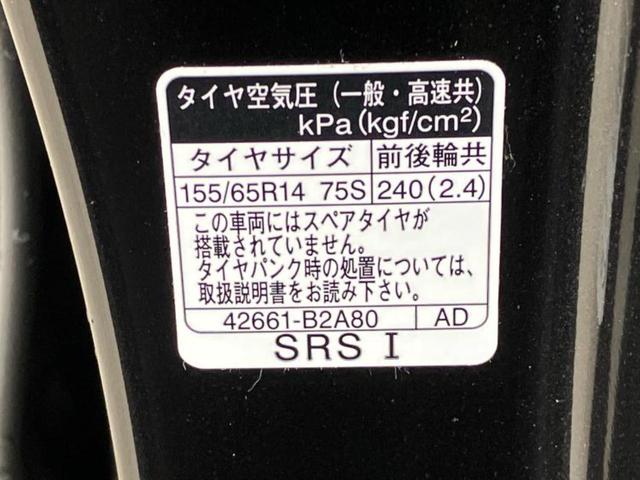 タイヤ空気圧（一般・高速共）
kPa(kgf/cm²)
タイヤサイズ 前後輪共
155/65R14 75S 240(2.4)
この車両にはスペアタイヤが
搭載されていません。
タイヤパンク時の処置については、
取扱説明書をお読み下さい。
42661-B2A80 AD
SRS I